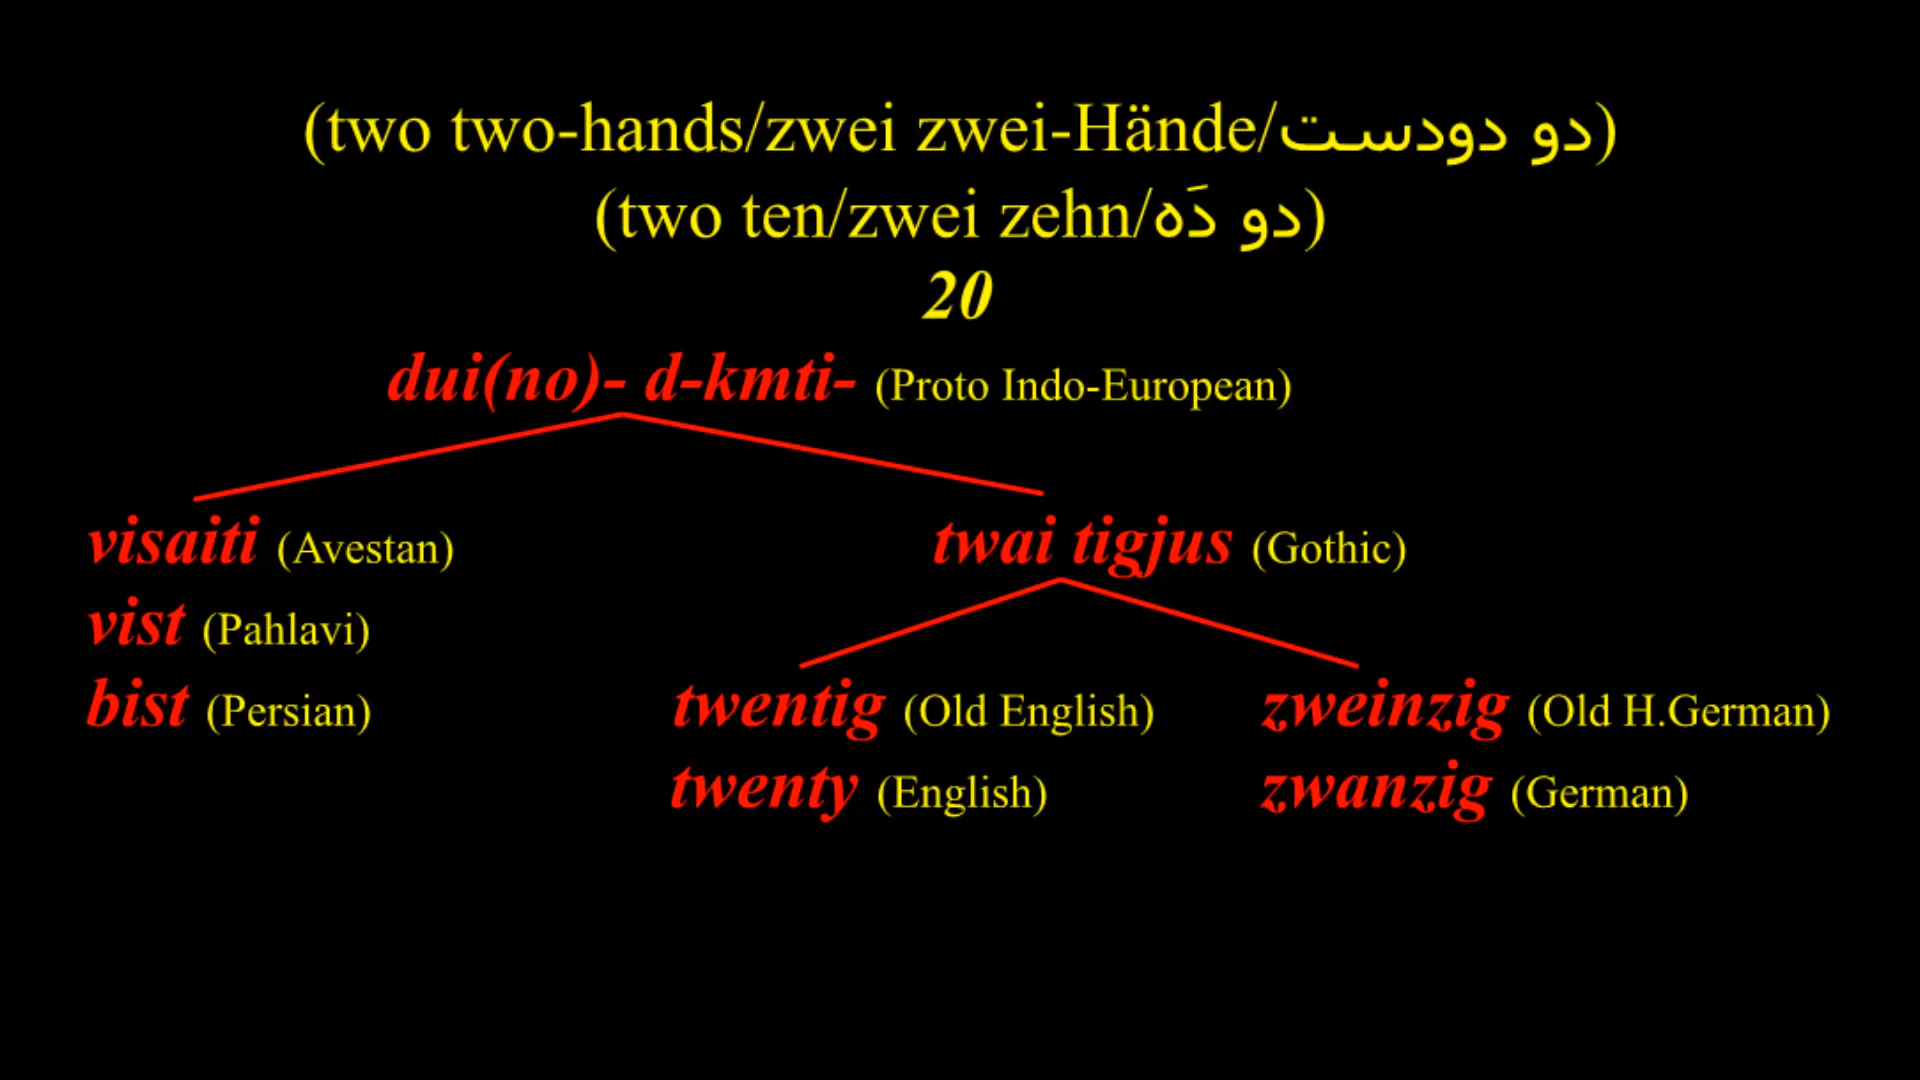 (two two-hands/zwei zwei-Hände/دو دودست)
(two ten/zwei zehn/دو دَه)
20
dui(no)- d-kmti- (Proto Indo-European)
visaiti (Avestan) twai tigjus (Gothic)
vist (Pahlavi)
bist (Persian) twentig (Old English) zweinzig (Old H.German)
twenty (English) zwanzig (German)